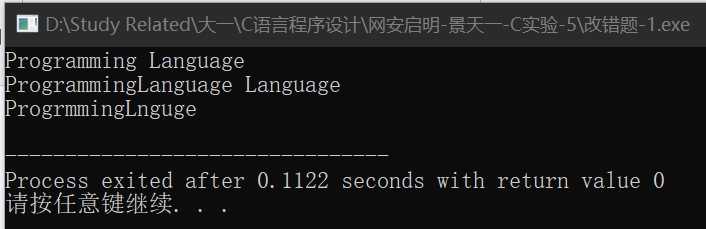 D:\Study Related\大一\C语言程序设计\网安启明-景天一-C实验-5\改错题-1.exe
Programming Language
ProgrammingLanguage Language
ProgrmmingLnguge
--------------------------------
Process exited after 0.1122 seconds with return value 0
请按任意键继续. . .